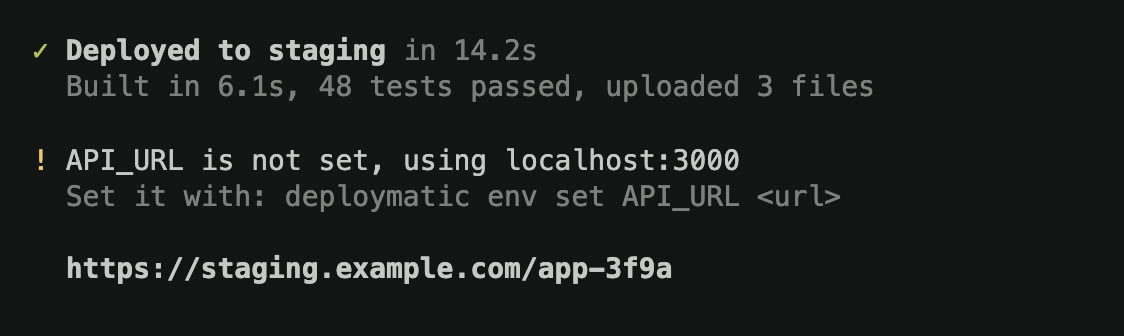 ✓ Deployed to staging in 14.2s
Built in 6.1s, 48 tests passed, uploaded 3 files
! API_URL is not set, using localhost:3000
Set it with: deploymatic env set API_URL <url>
https://staging.example.com/app-3f9a